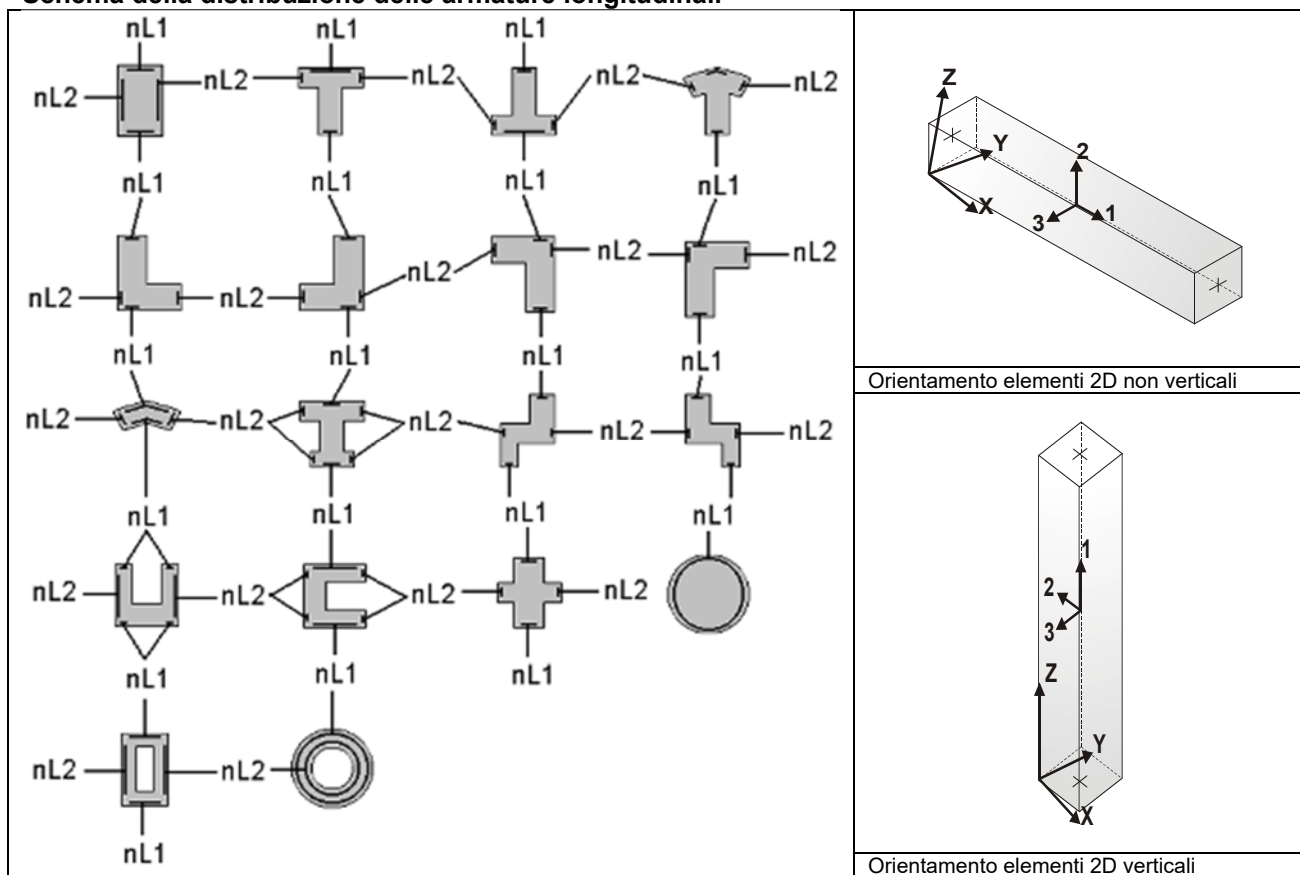 Schema della distribuzione delle armature longitudinali
nL1 nL1 nL1
nL2 nL2 nL2 nL2 nL2
nL1 nL1 nL1 nL1
nL2 nL2 nL2 nL2 nL2
nL1 nL1 nL1 nL1
nL2 nL2 nL2 nL2 nL2
nL1 nL1 nL1 nL1
nL2 nL2 nL2 nL2
nL1 nL1 nL1
nL2 nL2
nL1
Z
Y
2
X
3
1
Orientamento elementi 2D non verticali
1
2
3
Z
Y
X
Orientamento elementi 2D verticali